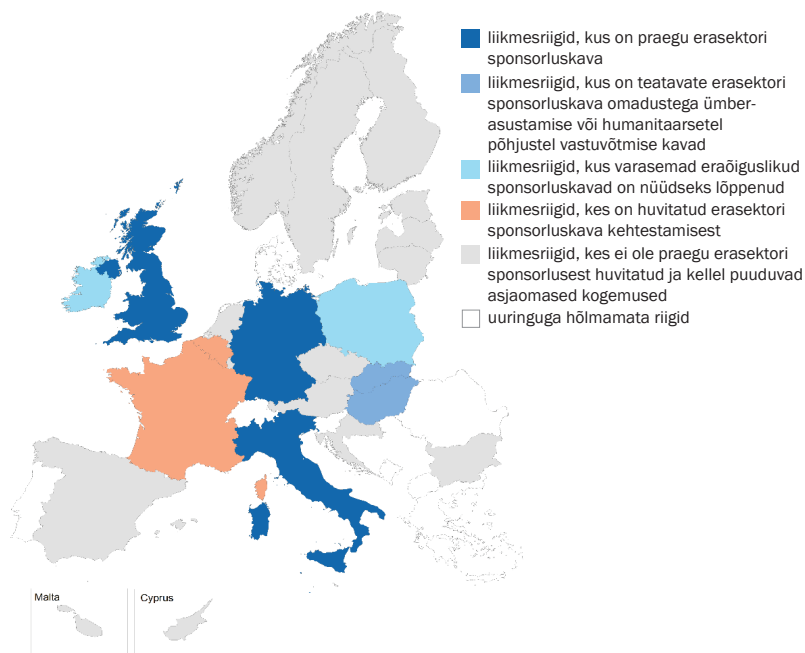 liikmesriigid, kus on praegu erasektori
sponsorluskava
liikmesriigid, kus on teatavate erasektori
sponsorluskava omadustega ümber-
asustamise või humanitaarsetel
põhjustel vastuvõtmise kavad
liikmesriigid, kus varasemad eraõiguslikud
sponsorluskavad on nüüdseks lõppenud
liikmesriigid, kes on huvitatud erasektori
sponsorluskava kehtestamisest
liikmesriigid, kes ei ole praegu erasektori
sponsorlusest huvitatud ja kellel puuduvad
asjaomased kogemused
uuringuga hõlmamata riigid
Malta
Cyprus